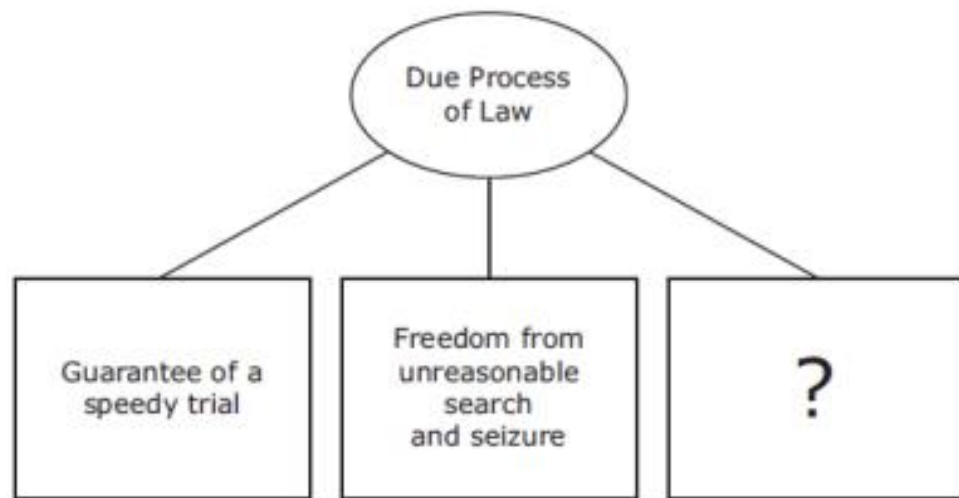 Due Process
of Law
Guarantee of a
speedy trial
Freedom from
unreasonable
search
and seizure
?